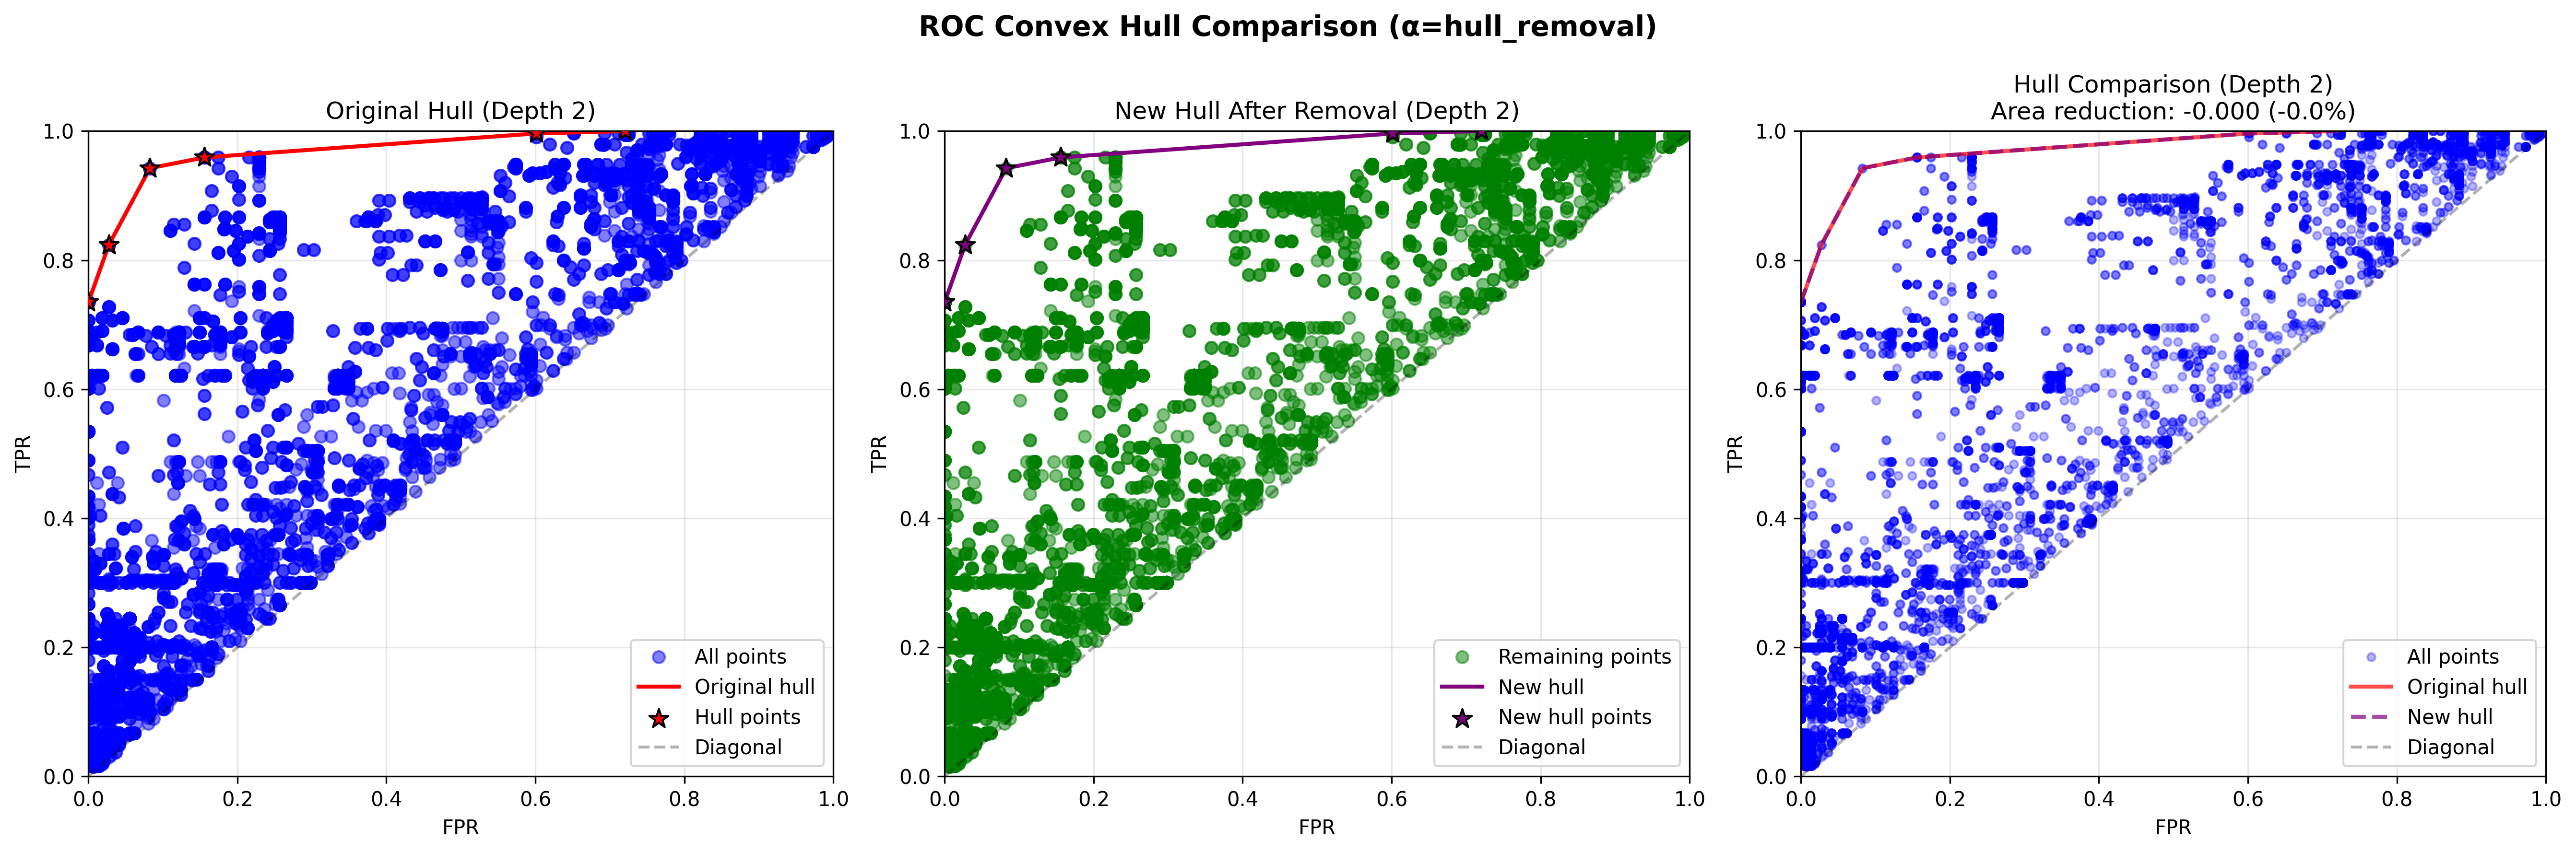 ROC Convex Hull Comparison (α=hull_removal)
Original Hull (Depth 2)
1.0
0.8
0.6
0.4
0.2
0.0
TPR
0.0 0.2 0.4 0.6 0.8 1.0
FPR
All points
Original hull
Hull points
Diagonal
New Hull After Removal (Depth 2)
1.0
0.8
0.6
0.4
0.2
0.0
TPR
0.0 0.2 0.4 0.6 0.8 1.0
FPR
Remaining points
New hull
New hull points
Diagonal
Hull Comparison (Depth 2)
Area reduction: -0.000 (-0.0%)
1.0
0.8
0.6
0.4
0.2
0.0
TPR
0.0 0.2 0.4 0.6 0.8 1.0
FPR
All points
Original hull
New hull
Diagonal